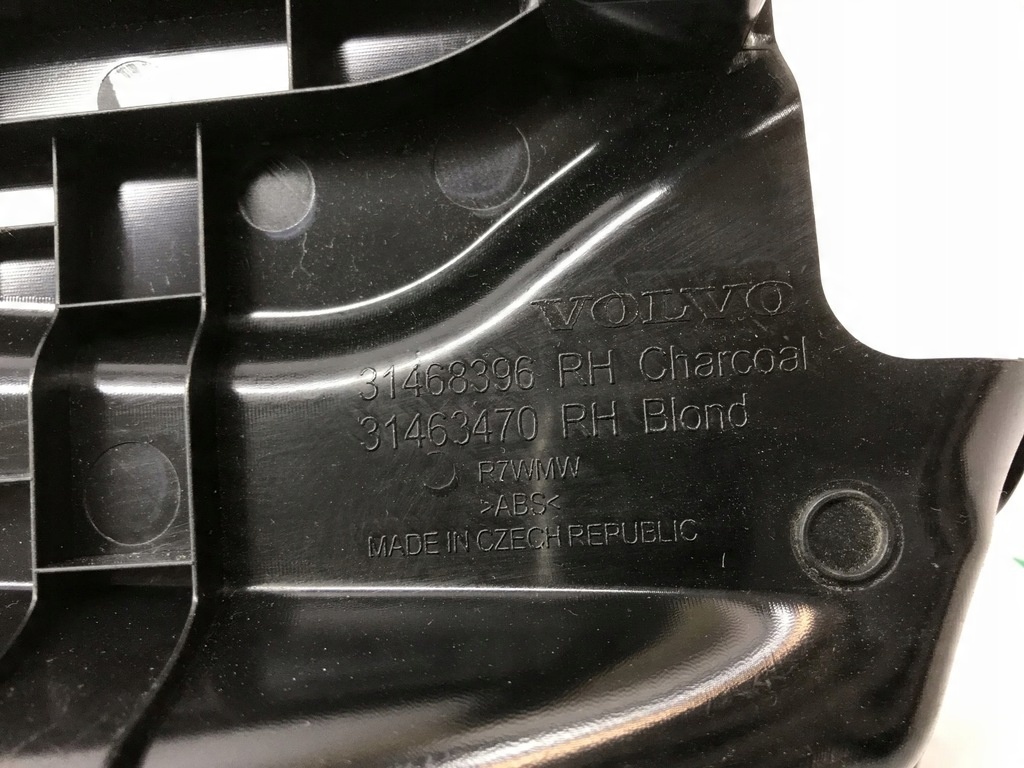 VOLVO
31468396 RH Charcoal
31463470 RH Blond
R7WMW
>ABS<
MADE IN CZECH REPUBLIC